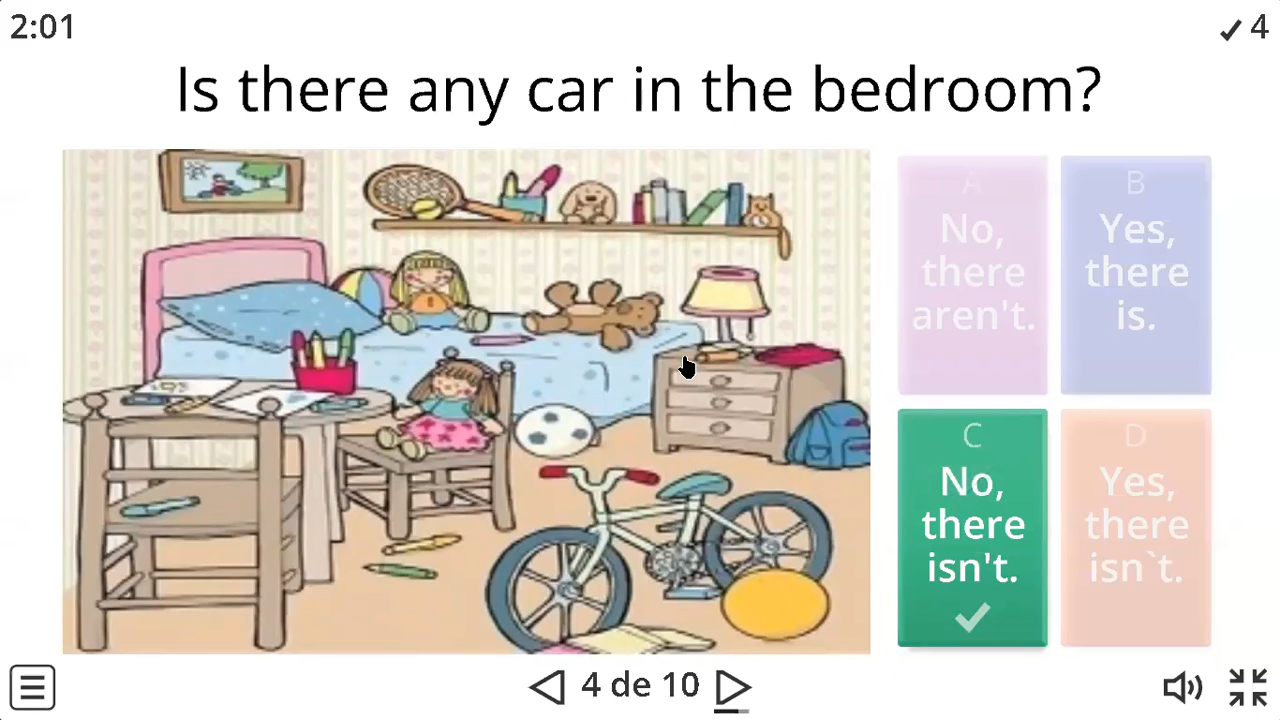 2:01
4
Is there any car in the bedroom?
A
No,
there
aren't.
B
Yes,
there
is.
C
No,
there
isn't.
D
Yes,
there
isn`t.
4 de 10